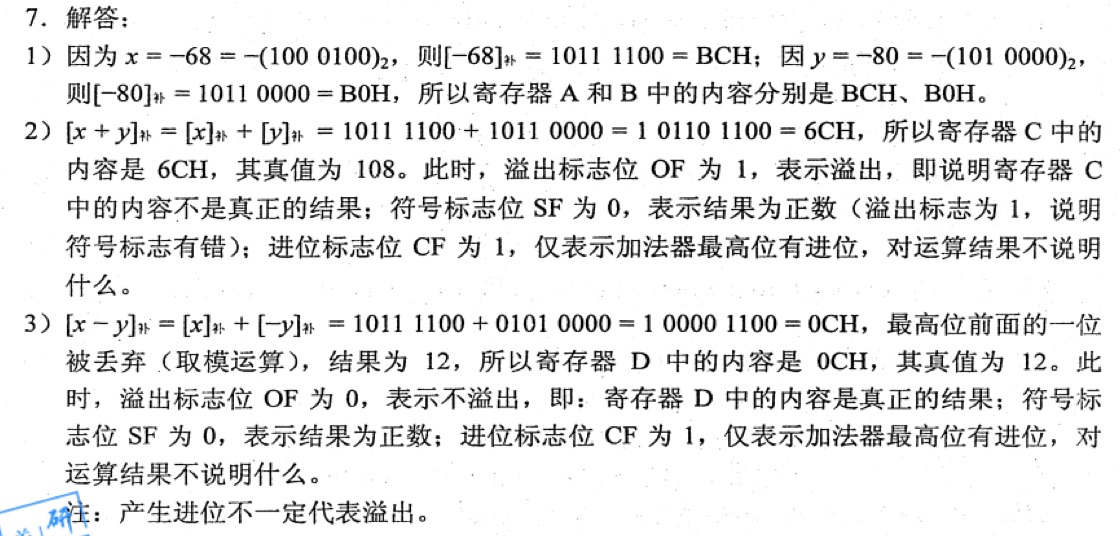 7．解答：
1）因为 x = −68 = −(100 0100)₂，则[−68]补 = 1011 1100 = BCH；因 y = −80 = −(101 0000)₂，
则[−80]补 = 1011 0000 = B0H，所以寄存器 A 和 B 中的内容分别是 BCH、B0H。
2）[x + y]补 = [x]补 + [y]补 = 1011 1100 + 1011 0000 = 1 0110 1100 = 6CH，所以寄存器 C 中的
内容是 6CH，其真值为 108。此时，溢出标志位 OF 为 1，表示溢出，即说明寄存器 C
中的内容不是真正的结果；符号标志位 SF 为 0，表示结果为正数（溢出标志为 1，说明
符号标志有错）；进位标志位 CF 为 1，仅表示加法器最高位有进位，对运算结果不说明
什么。
3）[x − y]补 = [x]补 + [−y]补 = 1011 1100 + 0101 0000 = 1 0000 1100 = 0CH，最高位前面的一位
被丢弃（取模运算），结果为 12，所以寄存器 D 中的内容是 0CH，其真值为 12。此
时，溢出标志位 OF 为 0，表示不溢出，即：寄存器 D 中的内容是真正的结果；符号标
志位 SF 为 0，表示结果为正数；进位标志位 CF 为 1，仅表示加法器最高位有进位，对
运算结果不说明什么。
注：产生进位不一定代表溢出。
研